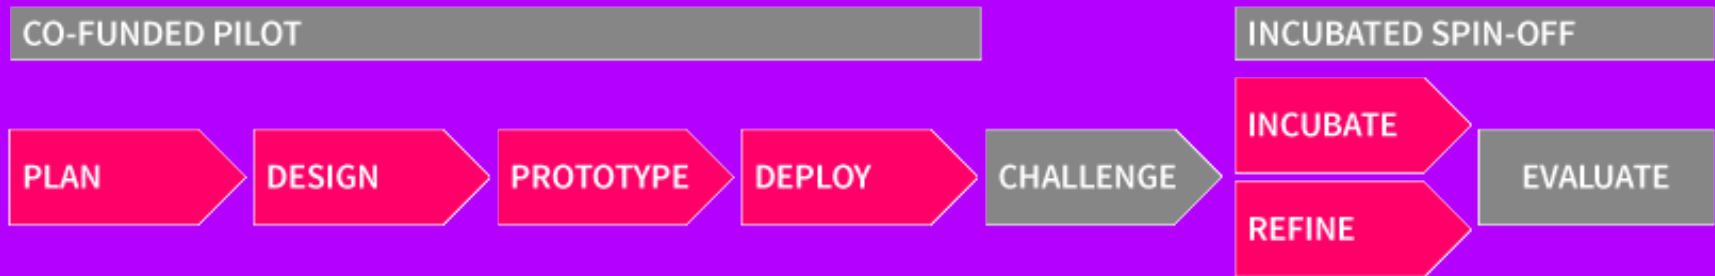 CO-FUNDED PILOT
INCUBATED SPIN-OFF
PLAN
DESIGN
PROTOTYPE
DEPLOY
CHALLENGE
INCUBATE
REFINE
EVALUATE